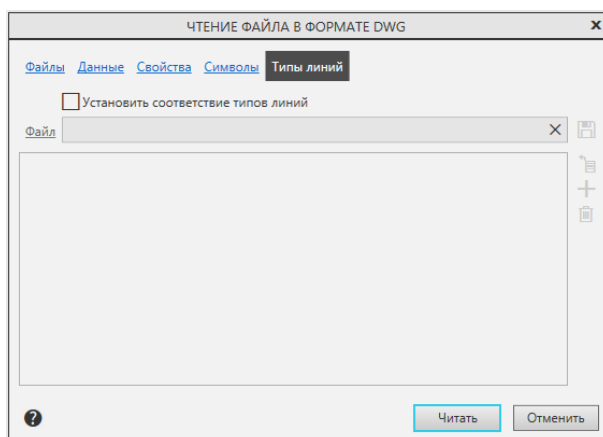 ЧТЕНИЕ ФАЙЛА В ФОРМАТЕ DWG
Файлы Данные Свойства Символы Типы линий
Установить соответствие типов линий
Файл
Читать Отменить